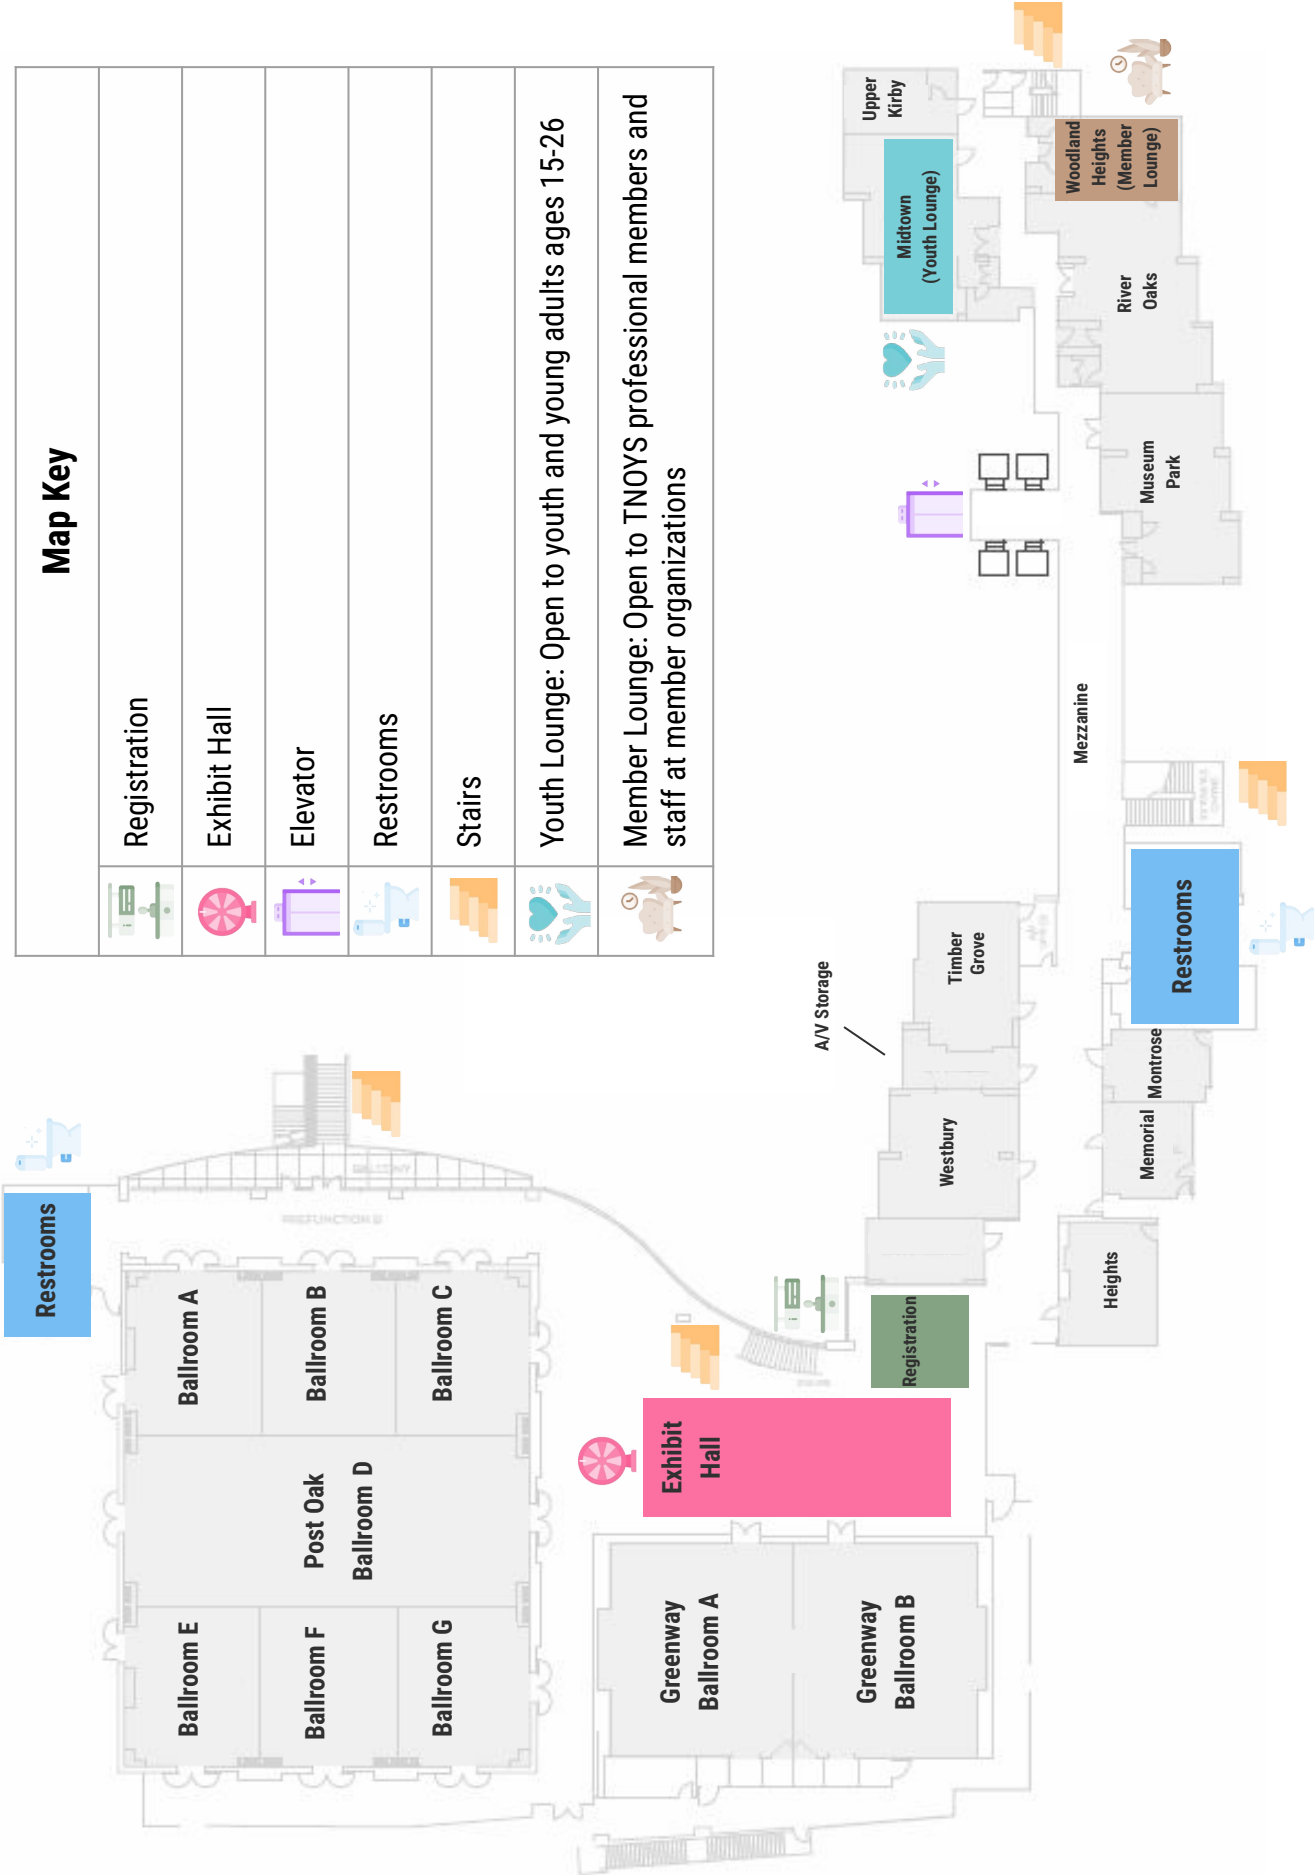 Map Key
Registration
Exhibit Hall
Elevator
Restrooms
Stairs
Youth Lounge: Open to youth and young adults ages 15-26
Member Lounge: Open to TNOYS professional members and
staff at member organizations
Restrooms
BALCONY
PREFUNCTION
Ballroom A
Ballroom B
Ballroom C
Post Oak
Ballroom D
Ballroom E
Ballroom F
Ballroom G
Exhibit
Hall
Greenway
Ballroom A
Greenway
Ballroom B
Registration
Heights
Westbury
Memorial
Montrose
A/V Storage
Timber
Grove
Restrooms
Mezzanine
Museum
Park
River
Oaks
Midtown
(Youth Lounge)
Upper
Kirby
Woodland
Heights
(Member
Lounge)